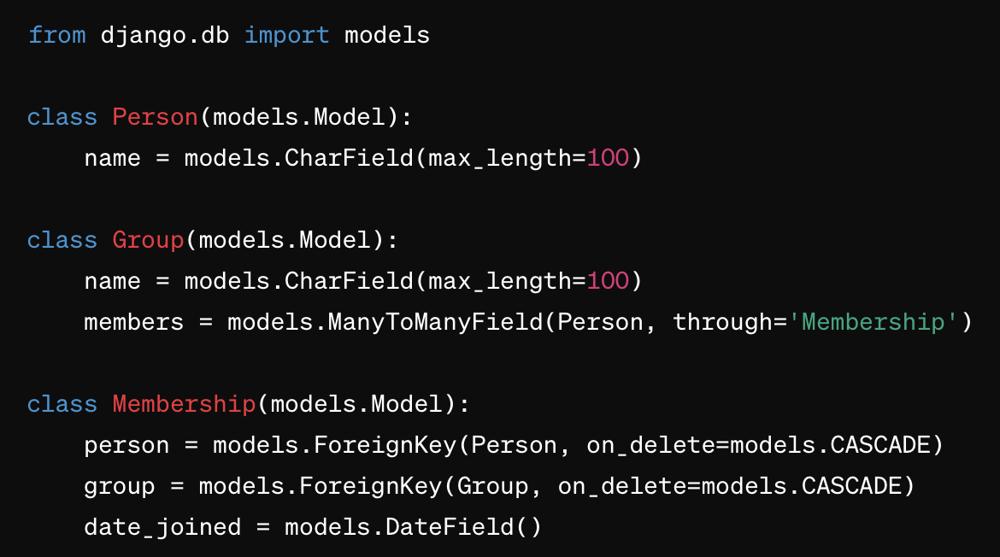 from django.db import models
class Person(models.Model):
    name = models.CharField(max_length=100)
class Group(models.Model):
    name = models.CharField(max_length=100)
    members = models.ManyToManyField(Person, through='Membership')
class Membership(models.Model):
    person = models.ForeignKey(Person, on_delete=models.CASCADE)
    group = models.ForeignKey(Group, on_delete=models.CASCADE)
    date_joined = models.DateField()